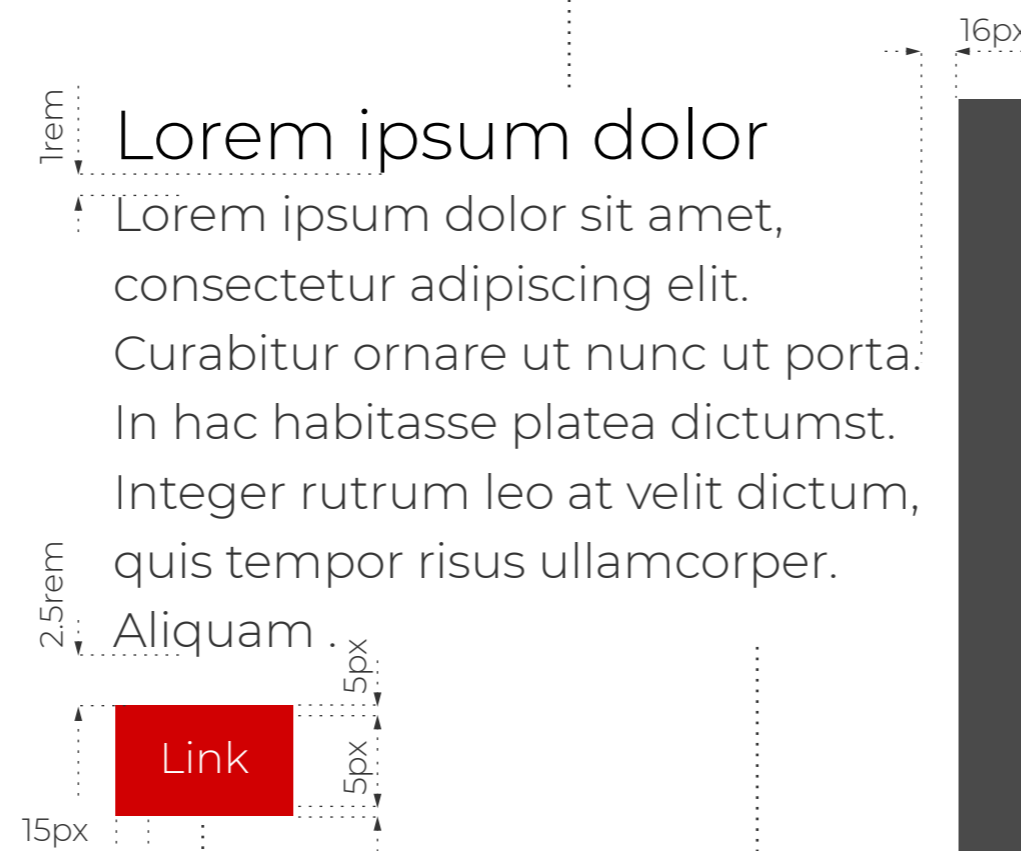 16px
1rem
Lorem ipsum dolor
Lorem ipsum dolor sit amet,
consectetur adipiscing elit.
Curabitur ornare ut nunc ut porta.
In hac habitasse platea dictumst.
Integer rutrum leo at velit dictum,
quis tempor risus ullamcorper.
Aliquam .
2.5rem
5px
Link
5px
15px